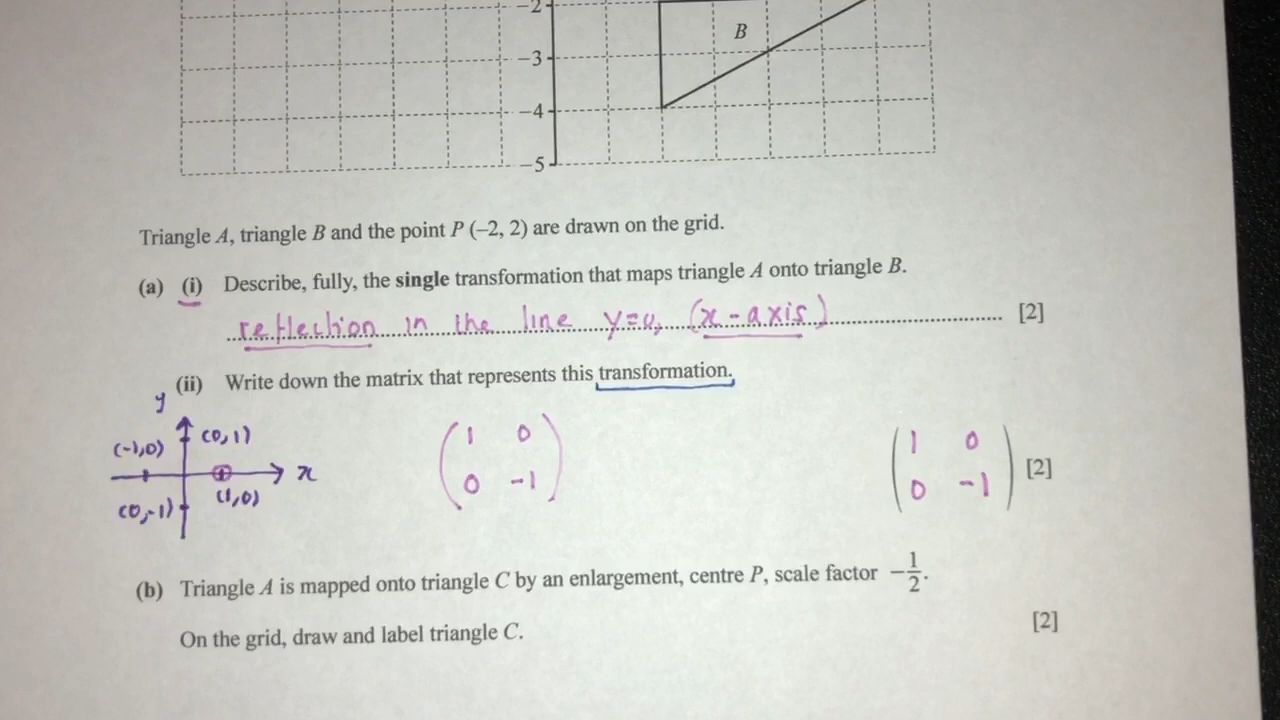 −2
B
−3
−4
−5
Triangle A, triangle B and the point P (−2, 2) are drawn on the grid.
(a) (i) Describe, fully, the single transformation that maps triangle A onto triangle B.
reflection in the line y=0, (x-axis) [2]
(ii) Write down the matrix that represents this transformation.
y
(-1,0) (0,1)
x
(0,-1) (1,0)
1 0
0 -1
1 0
0 -1
[2]
(b) Triangle A is mapped onto triangle C by an enlargement, centre P, scale factor −1/2.
On the grid, draw and label triangle C. [2]